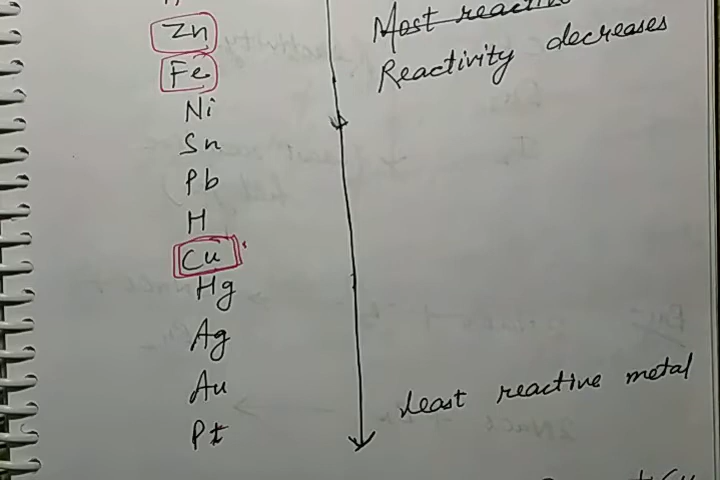 Most reactive
Zn
Reactivity decreases
Fe
Ni
Sn
Pb
H
Cu
Hg
Ag
Au
least reactive metal
Pt